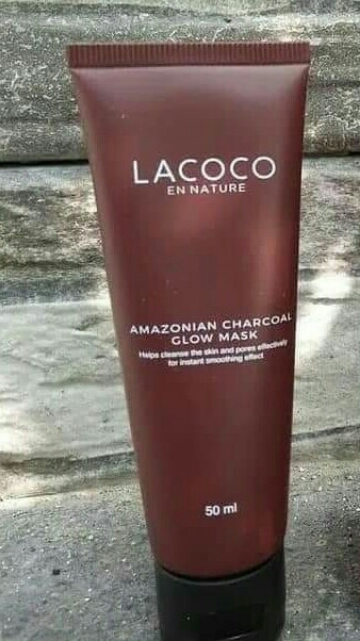 LACOCO
EN NATURE
AMAZONIAN CHARCOAL
GLOW MASK
Helps cleanse the skin and pores effectively
for instant smoothing effect
50 ml